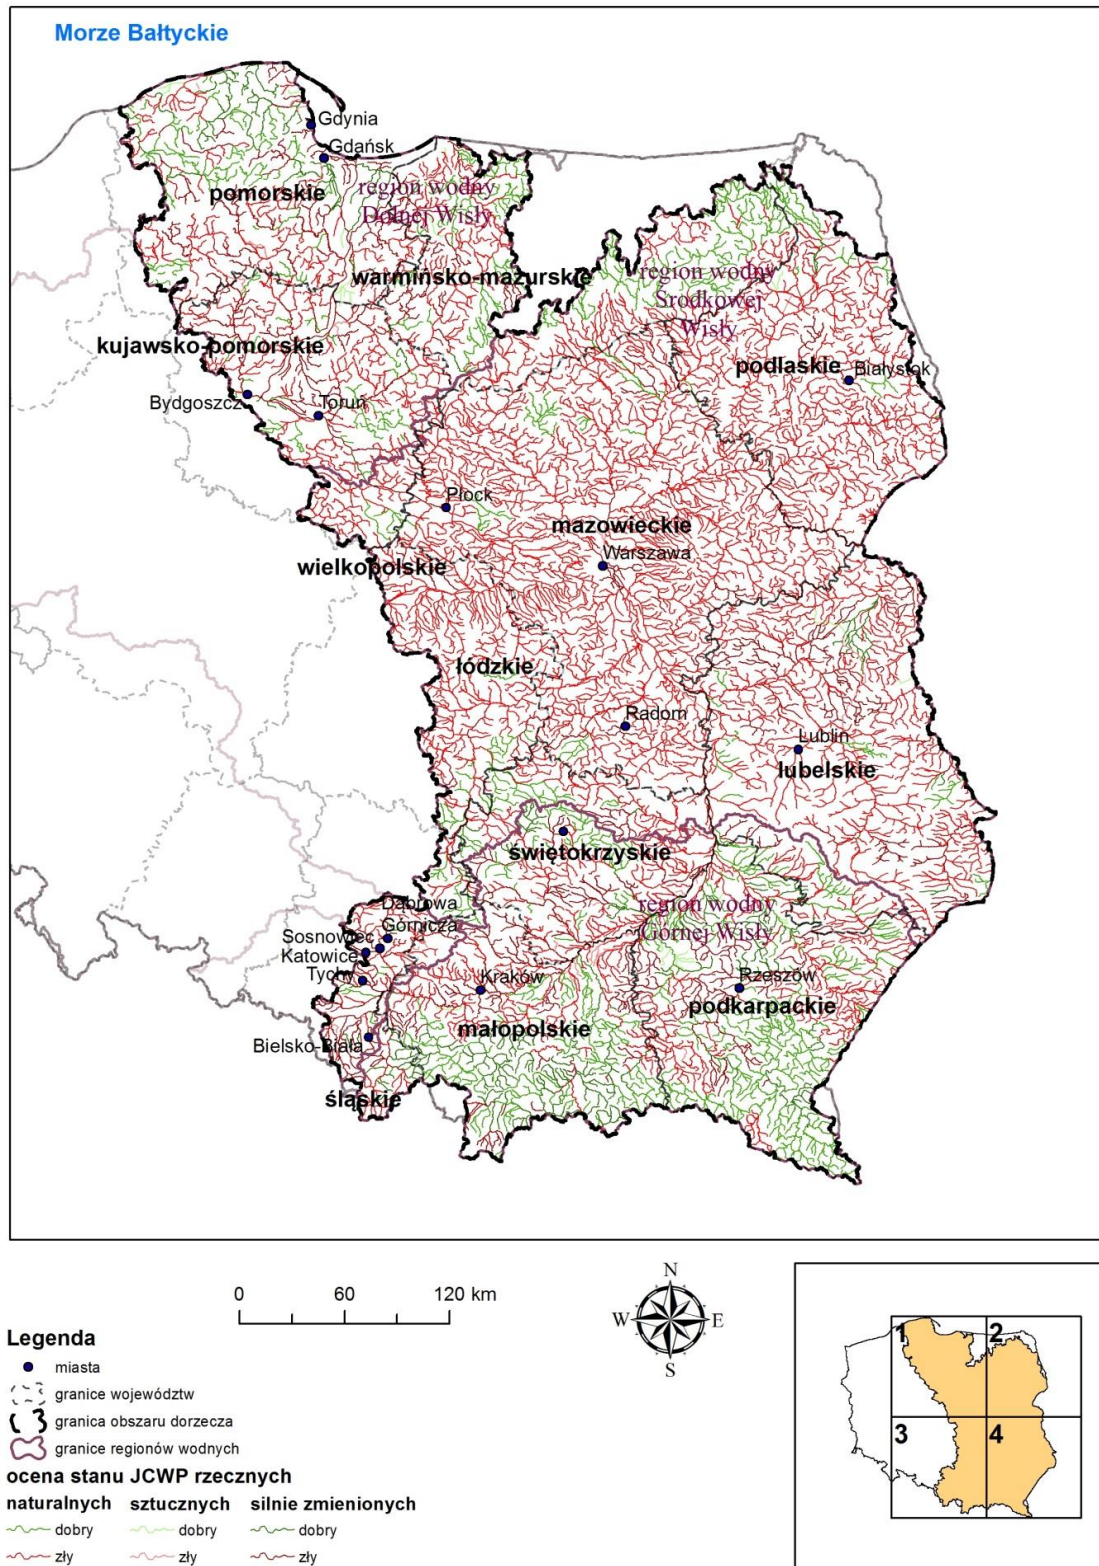 Morze Bałtyckie
Gdynia
Gdańsk
pomorskie
region wodny
Dolnej Wisły
warmińsko-mazurskie
region wodny
Środkowej
Wisły
kujawsko-pomorskie
podlaskie
Białystok
Bydgoszcz
Toruń
Płock
mazowieckie
Warszawa
wielkopolskie
łódzkie
Radom
Lublin
lubelskie
świętokrzyskie
Dąbrowa
Górnicza
region wodny
Górnej Wisły
Sosnowiec
Katowice
Tychy
Kraków
Rzeszów
podkarpackie
małopolskie
Bielsko-Biała
śląskie
0 60 120 km
N
W E
S
Legenda
miasta
granice województw
granica obszaru dorzecza
granice regionów wodnych
ocena stanu JCWP rzecznych
naturalnych sztucznych silnie zmienionych
dobry dobry dobry
zły zły zły
1 2
3 4